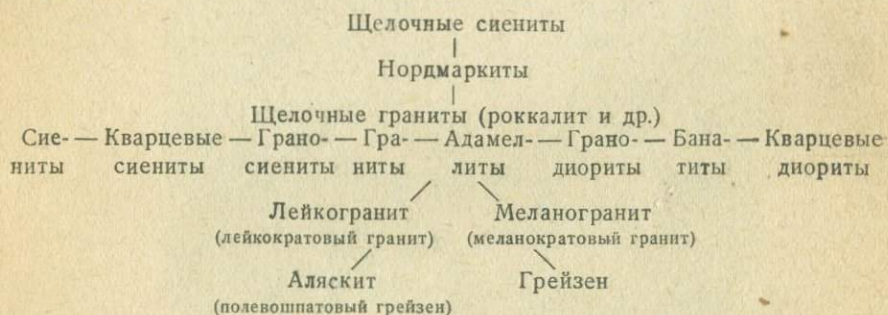 Щелочные сиениты
Нордмаркиты
Щелочные граниты (роккалит и др.)
Сие- — Кварцевые — Грано- — Гра- — Адамел- — Грано- — Бана- — Кварцевые
ниты сиениты сиениты ниты литы диориты титы диориты
Лейкогранит Меланогранит
(лейкократовый гранит) (меланократовый гранит)
Аляскит Грейзен
(полевошпатовый грейзен)